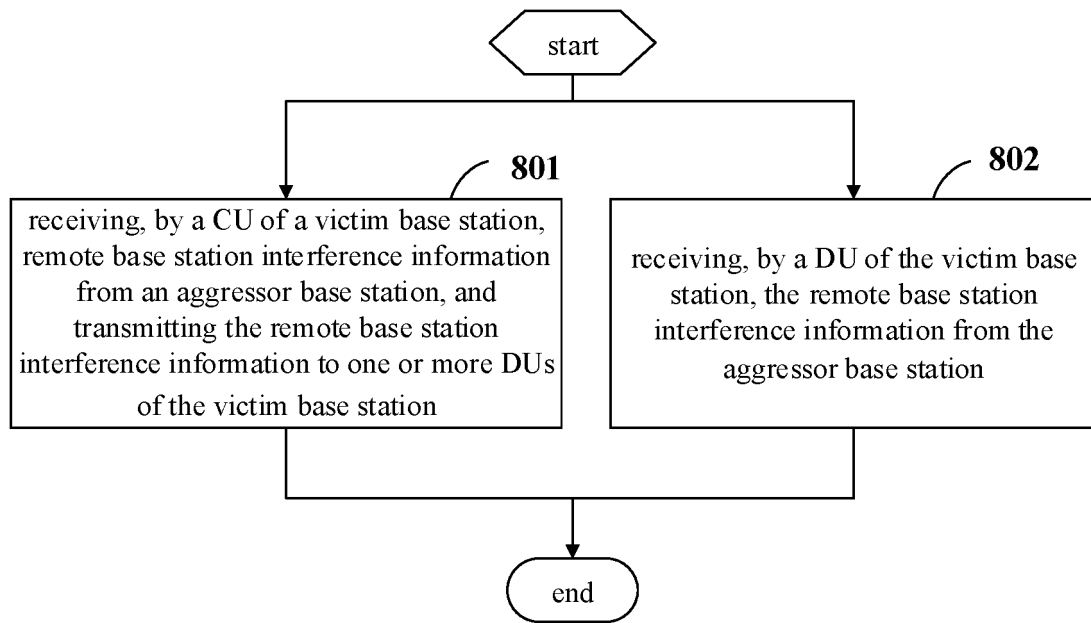 start
801
receiving, by a CU of a victim base station,
remote base station interference information
from an aggressor base station, and
transmitting the remote base station
interference information to one or more DUs
of the victim base station
802
receiving, by a DU of the victim base
station, the remote base station
interference information from the
aggressor base station
end